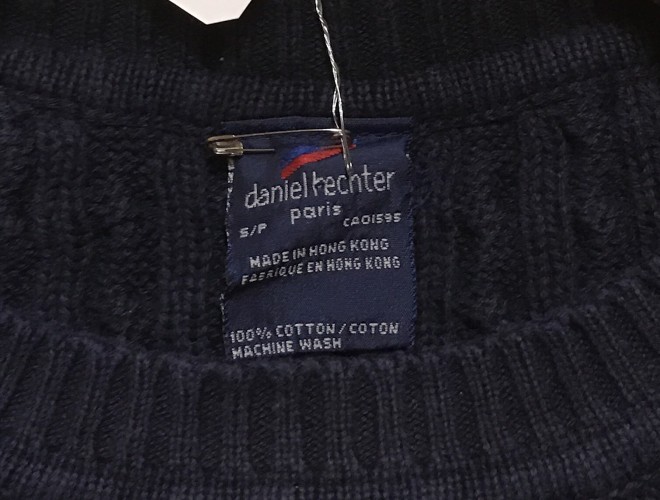 daniel hechter
paris
S/P CA01595
MADE IN HONG KONG
FABRIQUE EN HONG KONG
100% COTTON/COTON
MACHINE WASH